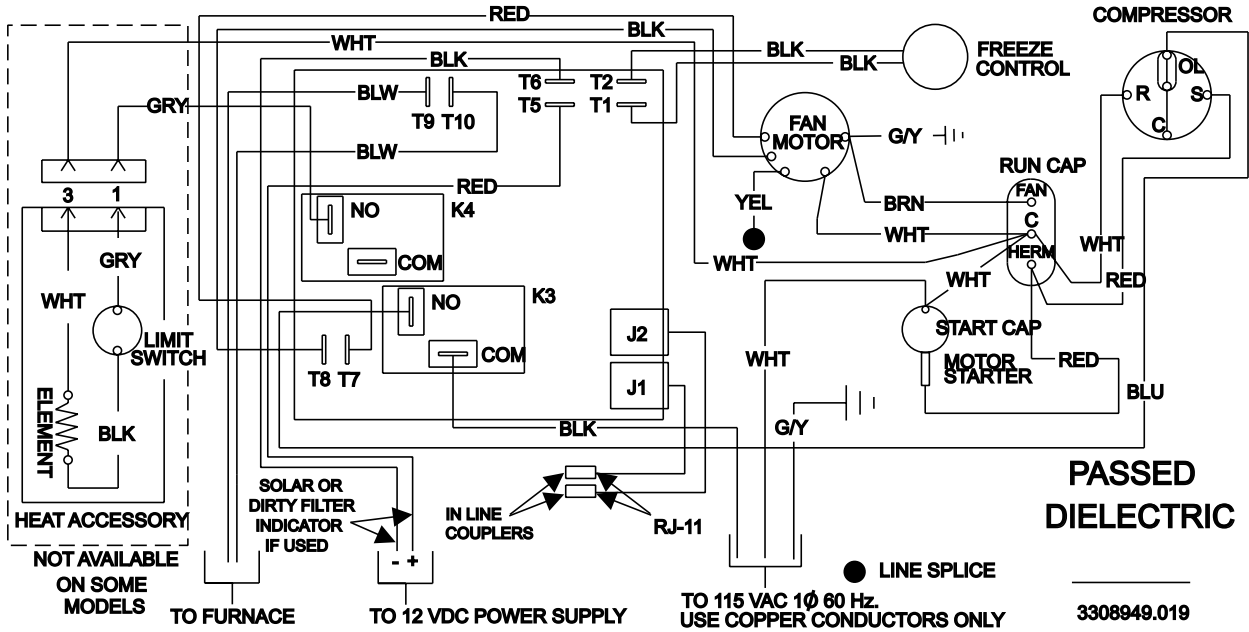 RED
COMPRESSOR
BLK
WHT
BLK
BLK
BLK
FREEZE
CONTROL
OL
T6
T2
BLW
GRY
T5
T1
R
S
T9 T10
FAN
MOTOR
C
G/Y
BLW
RUN CAP
RED
FAN
3
1
NO
K4
YEL
BRN
C
WHT
WHT
GRY
COM
WHT
HERM
WHT
RED
WHT
NO
K3
LIMIT
SWITCH
J2
START CAP
COM
WHT
MOTOR
STARTER
RED
T8 T7
J1
BLU
ELEMENT
BLK
BLK
G/Y
PASSED
DIELECTRIC
SOLAR OR
DIRTY FILTER
INDICATOR
IF USED
IN LINE
COUPLERS
RJ-11
HEAT ACCESSORY
NOT AVAILABLE
ON SOME
MODELS
- +
LINE SPLICE
TO FURNACE
TO 12 VDC POWER SUPPLY
TO 115 VAC 1Ø 60 Hz.
USE COPPER CONDUCTORS ONLY
3308949.019